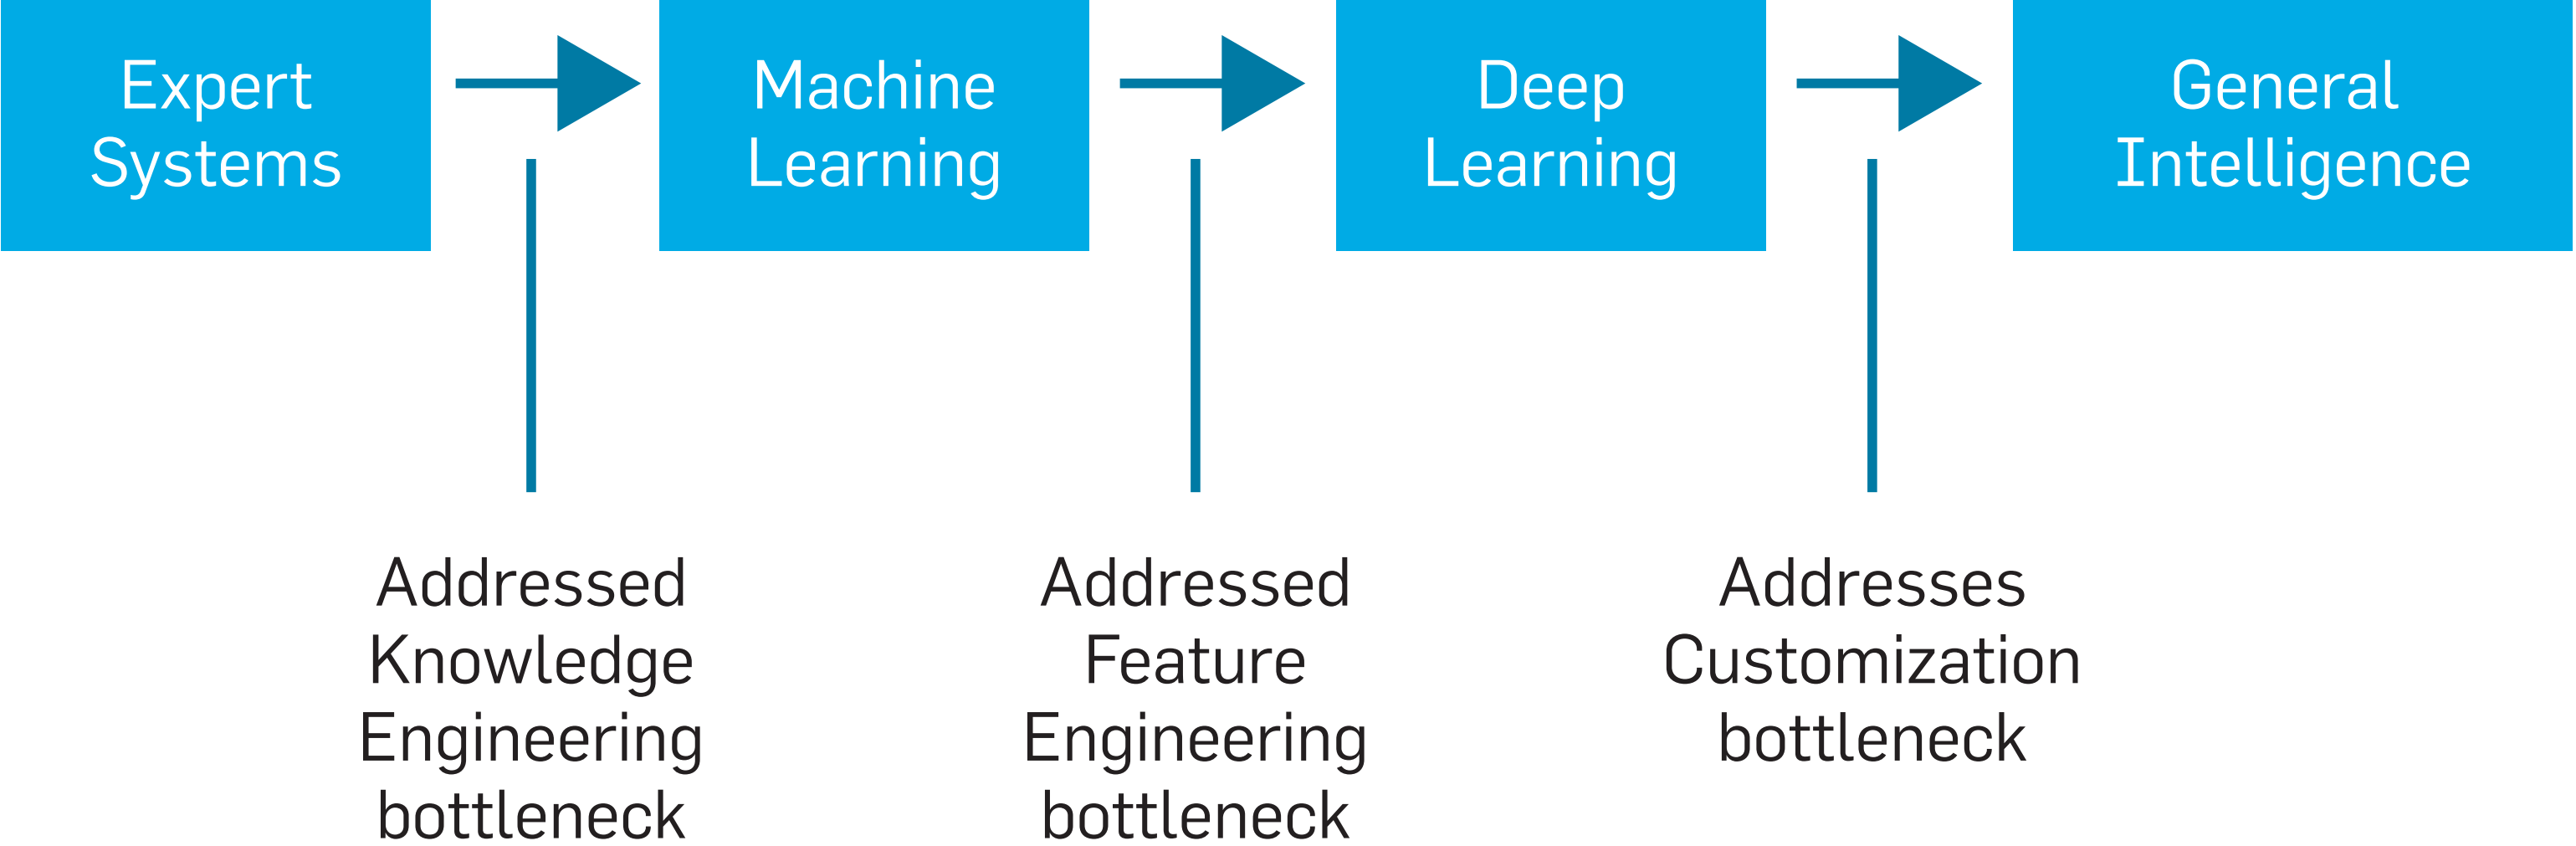 Expert
Systems
Machine
Learning
Deep
Learning
General
Intelligence
Addressed
Knowledge
Engineering
bottleneck
Addressed
Feature
Engineering
bottleneck
Addresses
Customization
bottleneck